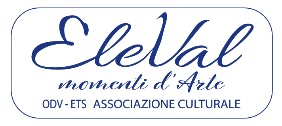 EleVal
momenti d'Arte
ODV - ETS ASSOCIAZIONE CULTURALE